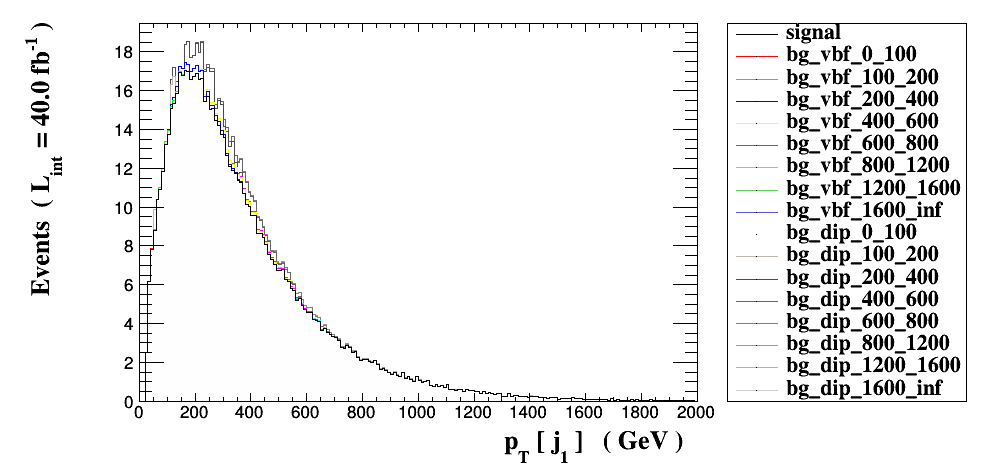 Events ( L_int = 40.0 fb^-1 )
18
16
14
12
10
8
6
4
2
0
0 200 400 600 800 1000 1200 1400 1600 1800 2000
p_T [ j_1 ] ( GeV )
signal
bg_vbf_0_100
bg_vbf_100_200
bg_vbf_200_400
bg_vbf_400_600
bg_vbf_600_800
bg_vbf_800_1200
bg_vbf_1200_1600
bg_vbf_1600_inf
bg_dip_0_100
bg_dip_100_200
bg_dip_200_400
bg_dip_400_600
bg_dip_600_800
bg_dip_800_1200
bg_dip_1200_1600
bg_dip_1600_inf